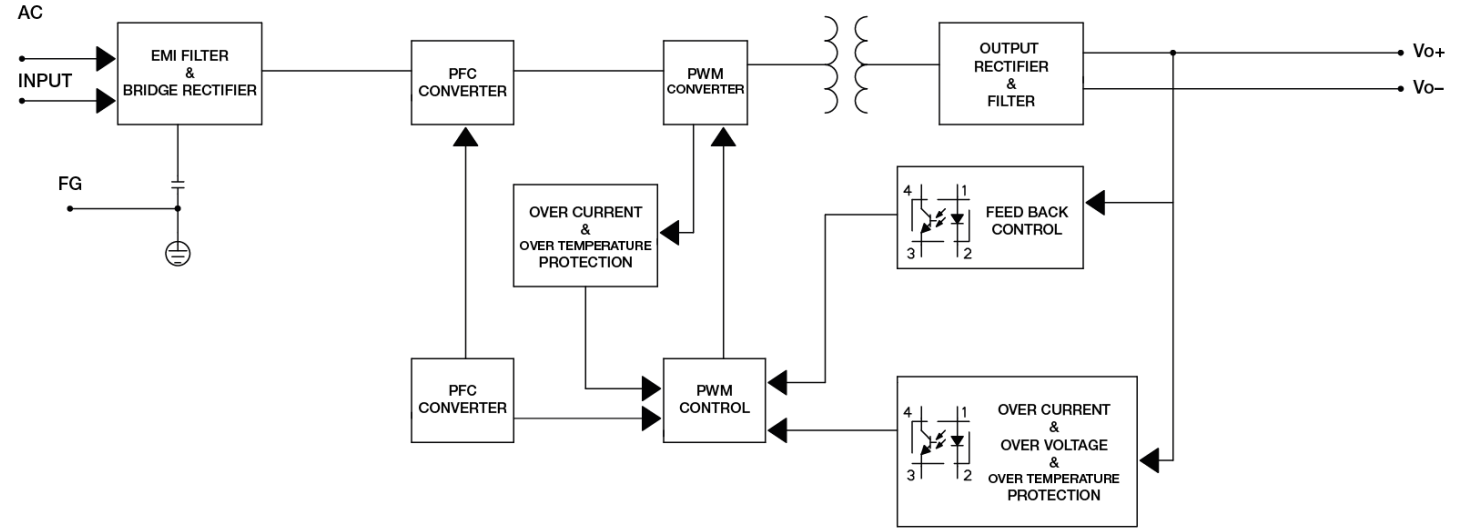 AC
INPUT
EMI FILTER
&
BRIDGE RECTIFIER
FG
PFC
CONVERTER
PWM
CONVERTER
OUTPUT
RECTIFIER
&
FILTER
Vo+
Vo–
OVER CURRENT
&
OVER TEMPERATURE
PROTECTION
4 1
3 2
FEED BACK
CONTROL
PFC
CONVERTER
PWM
CONTROL
4 1
3 2
OVER CURRENT
&
OVER VOLTAGE
&
OVER TEMPERATURE
PROTECTION